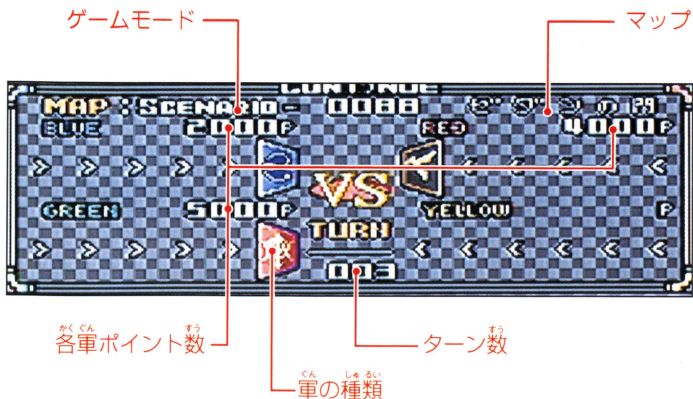 ゲームモード
マップ
CONTINUE
MAP : SCENARIO - 0088
BLUE 2000P RED 4000P
VS
GREEN 5000P YELLOW P
TURN
003
かくぐん すう
各軍ポイント数
すう
ターン数
ぐん しゅるい
軍の種類